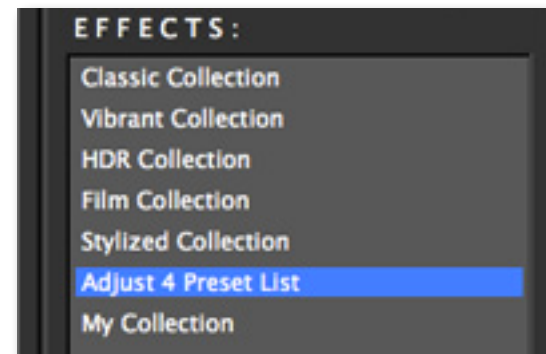 EFFECTS:
Classic Collection
Vibrant Collection
HDR Collection
Film Collection
Stylized Collection
Adjust 4 Preset List
My Collection